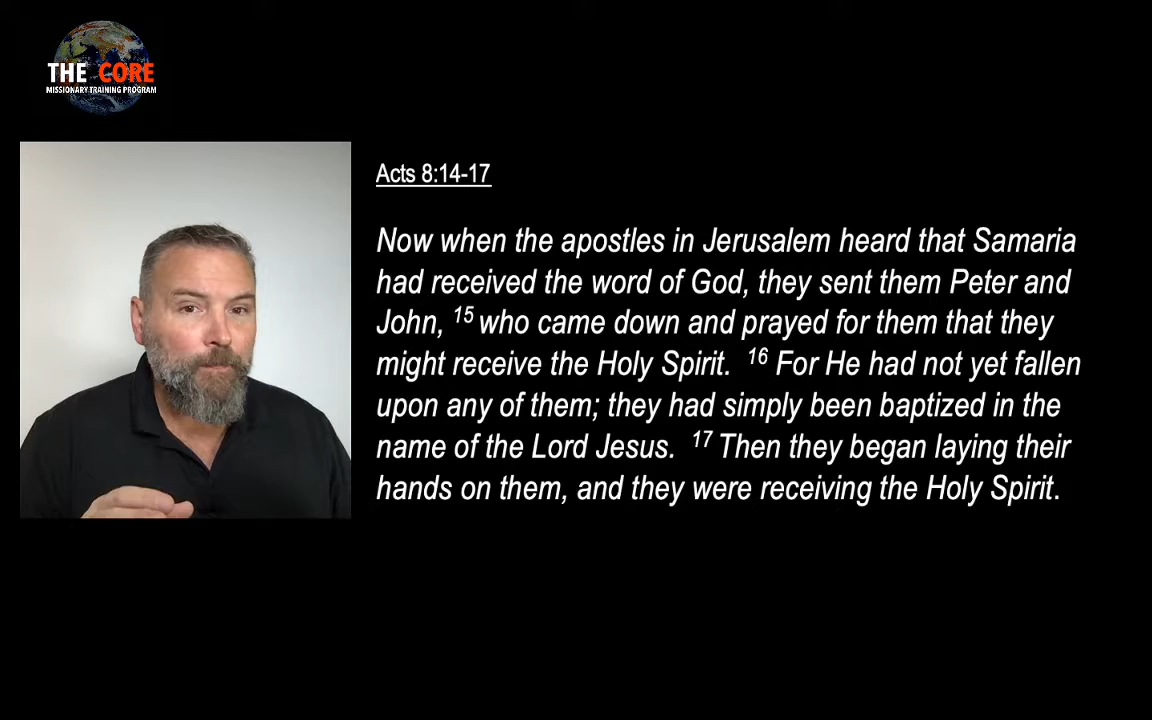 THE CORE
MISSIONARY TRAINING PROGRAM
Acts 8:14-17
Now when the apostles in Jerusalem heard that Samaria
had received the word of God, they sent them Peter and
John, 15 who came down and prayed for them that they
might receive the Holy Spirit. 16 For He had not yet fallen
upon any of them; they had simply been baptized in the
name of the Lord Jesus. 17 Then they began laying their
hands on them, and they were receiving the Holy Spirit.